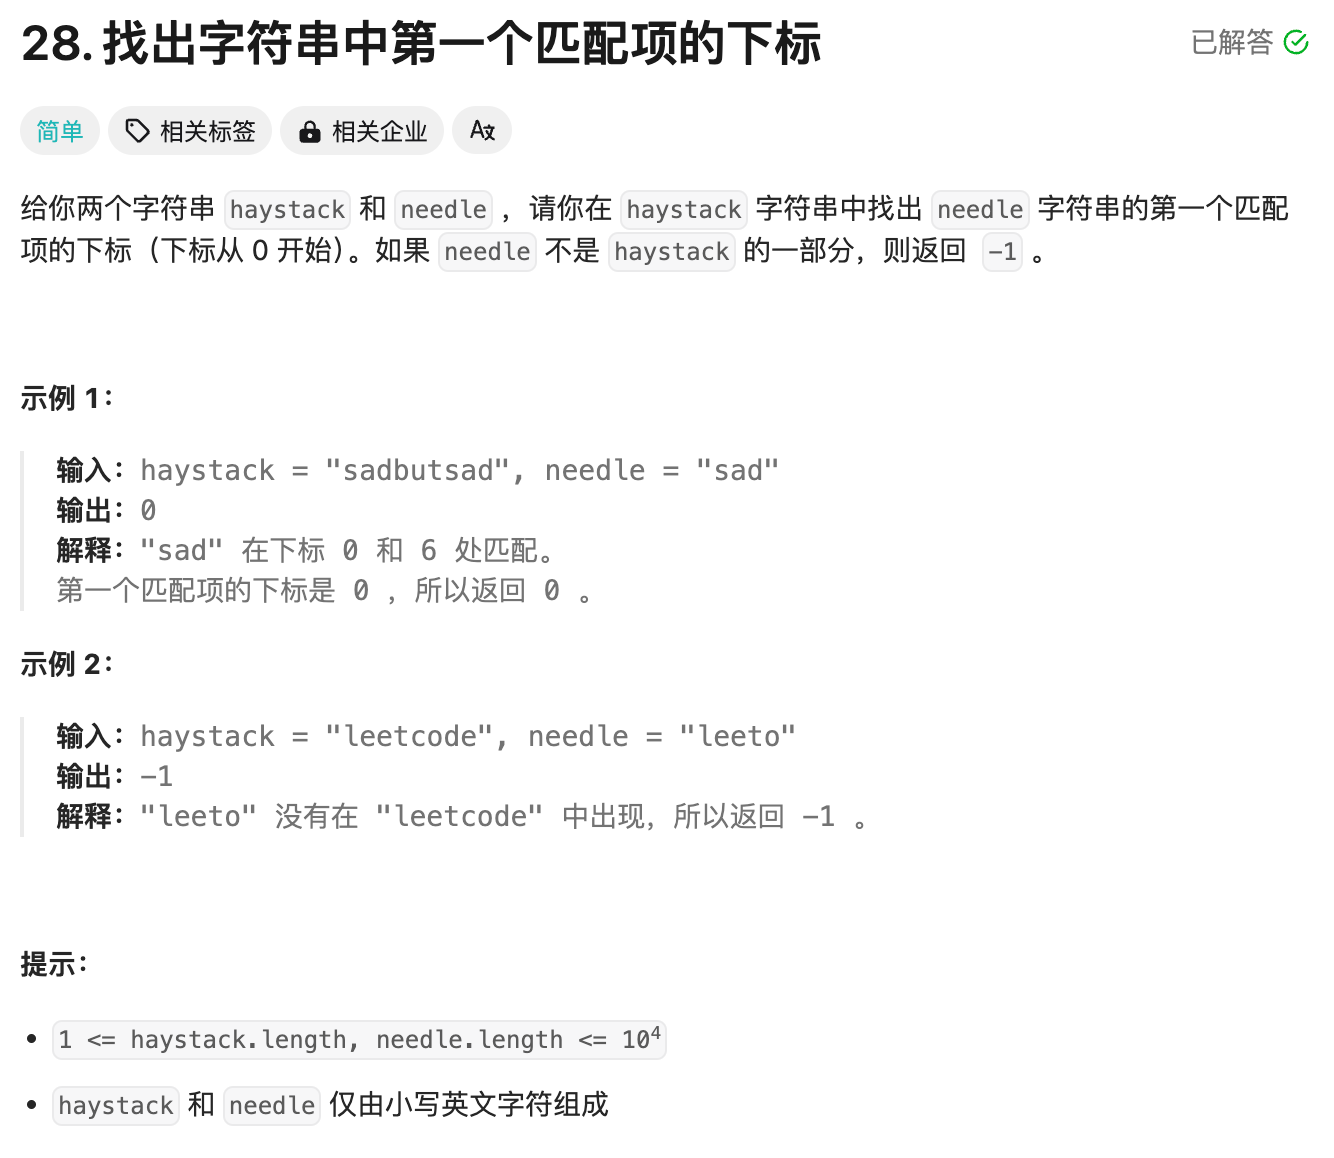 28. 找出字符串中第一个匹配项的下标
已解答
简单 相关标签 相关企业 A文
给你两个字符串 haystack 和 needle ，请你在 haystack 字符串中找出 needle 字符串的第一个匹配
项的下标（下标从 0 开始）。如果 needle 不是 haystack 的一部分，则返回 -1 。
示例 1：
输入：haystack = "sadbutsad", needle = "sad"
输出：0
解释："sad" 在下标 0 和 6 处匹配。
第一个匹配项的下标是 0 ，所以返回 0 。
示例 2：
输入：haystack = "leetcode", needle = "leeto"
输出：-1
解释："leeto" 没有在 "leetcode" 中出现，所以返回 -1 。
提示：
• 1 <= haystack.length, needle.length <= 10⁴
• haystack 和 needle 仅由小写英文字符组成